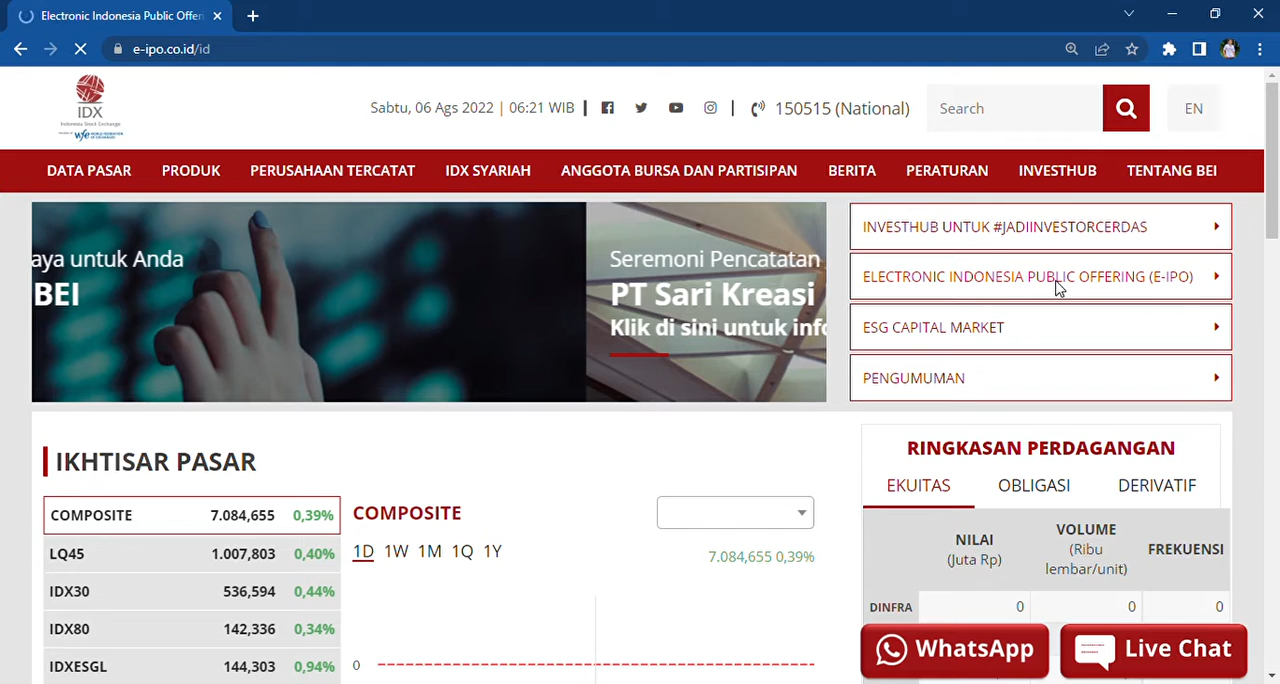 Electronic Indonesia Public Offer
e-ipo.co.id/id
IDX
Indonesia Stock Exchange
wfe
Sabtu, 06 Ags 2022 | 06:21 WIB
150515 (National)
Search
EN
DATA PASAR PRODUK PERUSAHAAN TERCATAT IDX SYARIAH ANGGOTA BURSA DAN PARTISIPAN BERITA PERATURAN INVESTHUB TENTANG BEI
aya untuk Anda
BEI
Seremoni Pencatatan
PT Sari Kreasi
Klik di sini untuk info
INVESTHUB UNTUK #JADIINVESTORCERDAS
ELECTRONIC INDONESIA PUBLIC OFFERING (E-IPO)
ESG CAPITAL MARKET
PENGUMUMAN
IKHTISAR PASAR
COMPOSITE 7.084,655 0,39%
LQ45 1.007,803 0,40%
IDX30 536,594 0,44%
IDX80 142,336 0,34%
IDXESGL 144,303 0,94%
COMPOSITE
1D 1W 1M 1Q 1Y
7.084,655 0,39%
0
RINGKASAN PERDAGANGAN
EKUITAS OBLIGASI DERIVATIF
NILAI
(Juta Rp)
VOLUME
(Ribu
lembar/unit)
FREKUENSI
DINFRA 0 0 0
WhatsApp
Live Chat